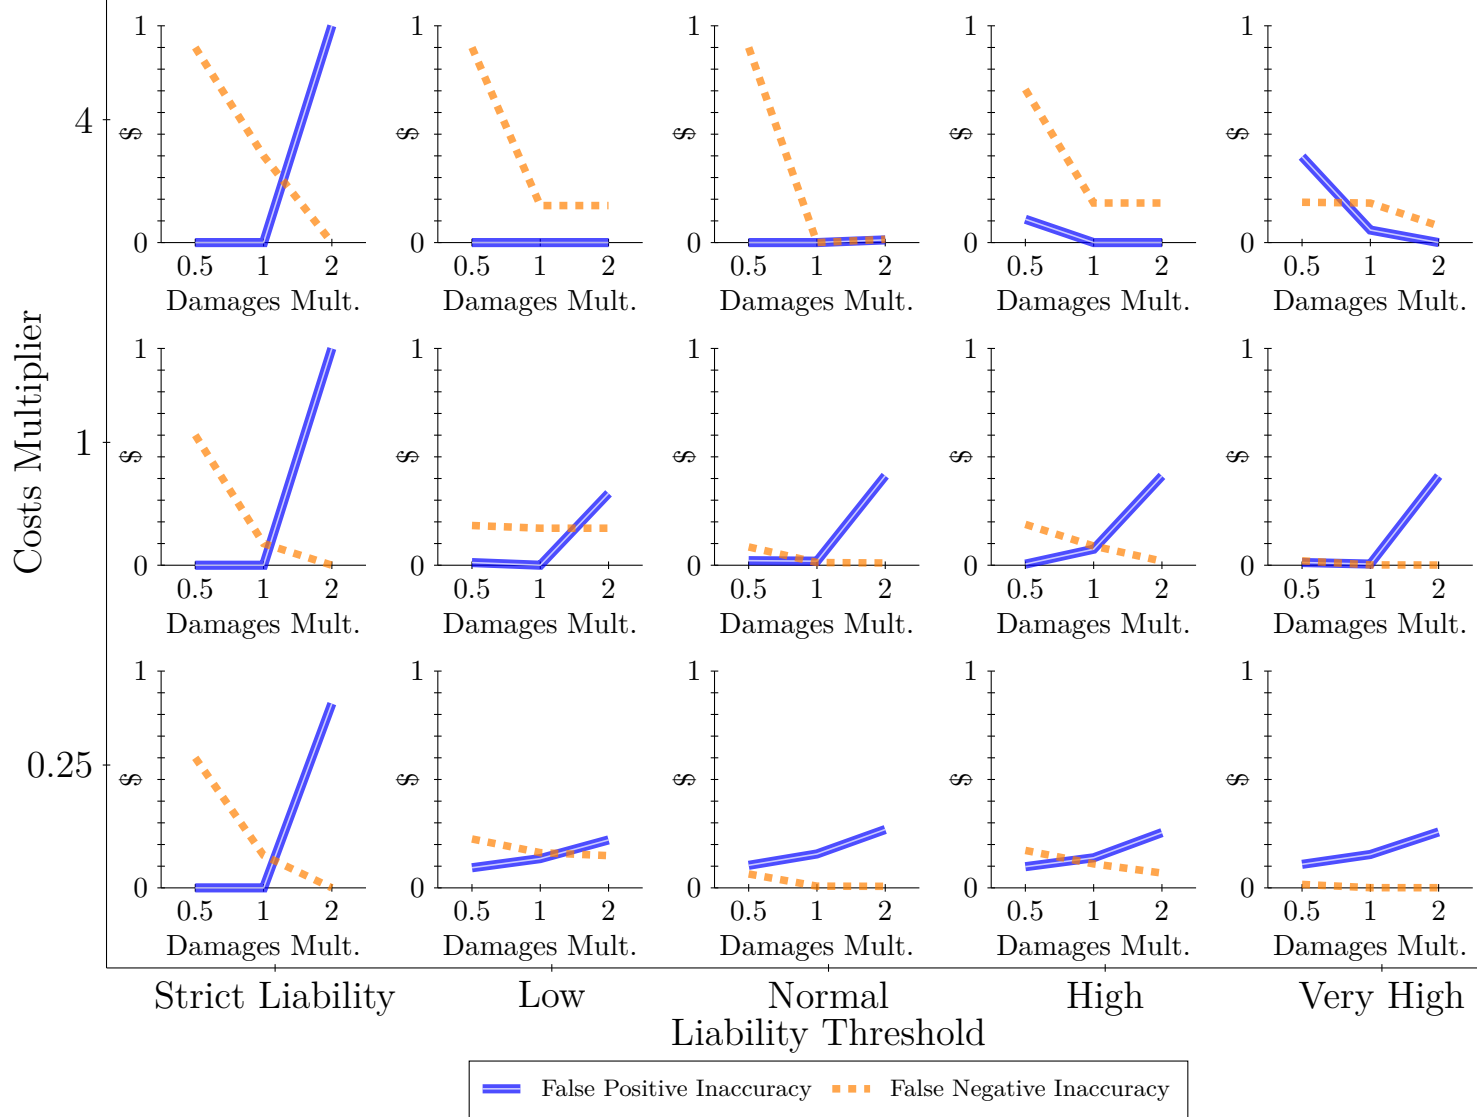 1 1 1 1 1
4
$ $ $ $ $
0 0 0 0 0
0.5 1 2 0.5 1 2 0.5 1 2 0.5 1 2 0.5 1 2
Damages Mult. Damages Mult. Damages Mult. Damages Mult. Damages Mult.
Costs Multiplier
1 1 1 1 1
1
$ $ $ $ $
0 0 0 0 0
0.5 1 2 0.5 1 2 0.5 1 2 0.5 1 2 0.5 1 2
Damages Mult. Damages Mult. Damages Mult. Damages Mult. Damages Mult.
1 1 1 1 1
0.25
$ $ $ $ $
0 0 0 0 0
0.5 1 2 0.5 1 2 0.5 1 2 0.5 1 2 0.5 1 2
Damages Mult. Damages Mult. Damages Mult. Damages Mult. Damages Mult.
Strict Liability Low Normal High Very High
Liability Threshold
False Positive Inaccuracy False Negative Inaccuracy